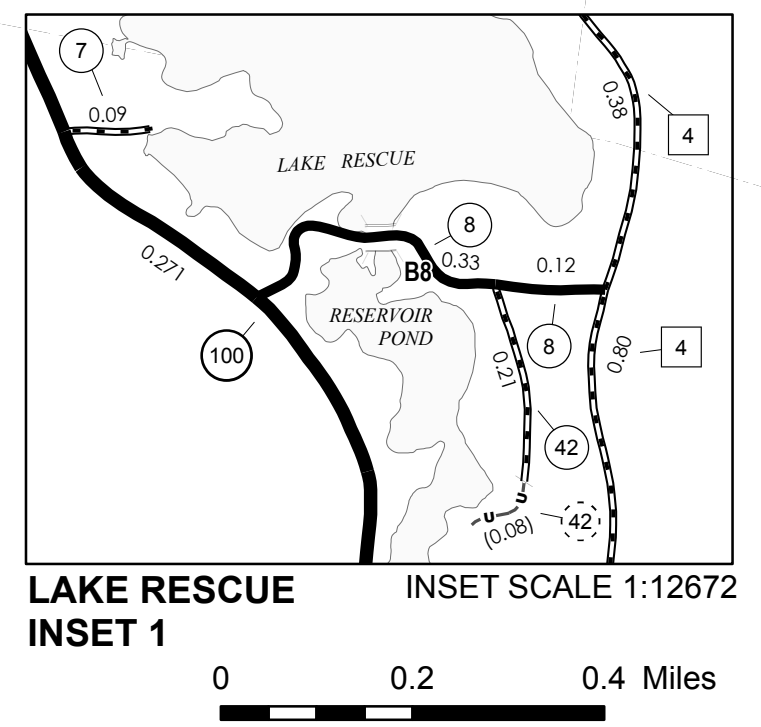 7
0.09
0.38
4
LAKE RESCUE
8
0.271
B8
0.33
0.12
RESERVOIR
POND
100
0.21
8
0.80
4
42
U
U
(0.08)
42
LAKE RESCUE
INSET 1
INSET SCALE 1:12672
0 0.2 0.4 Miles